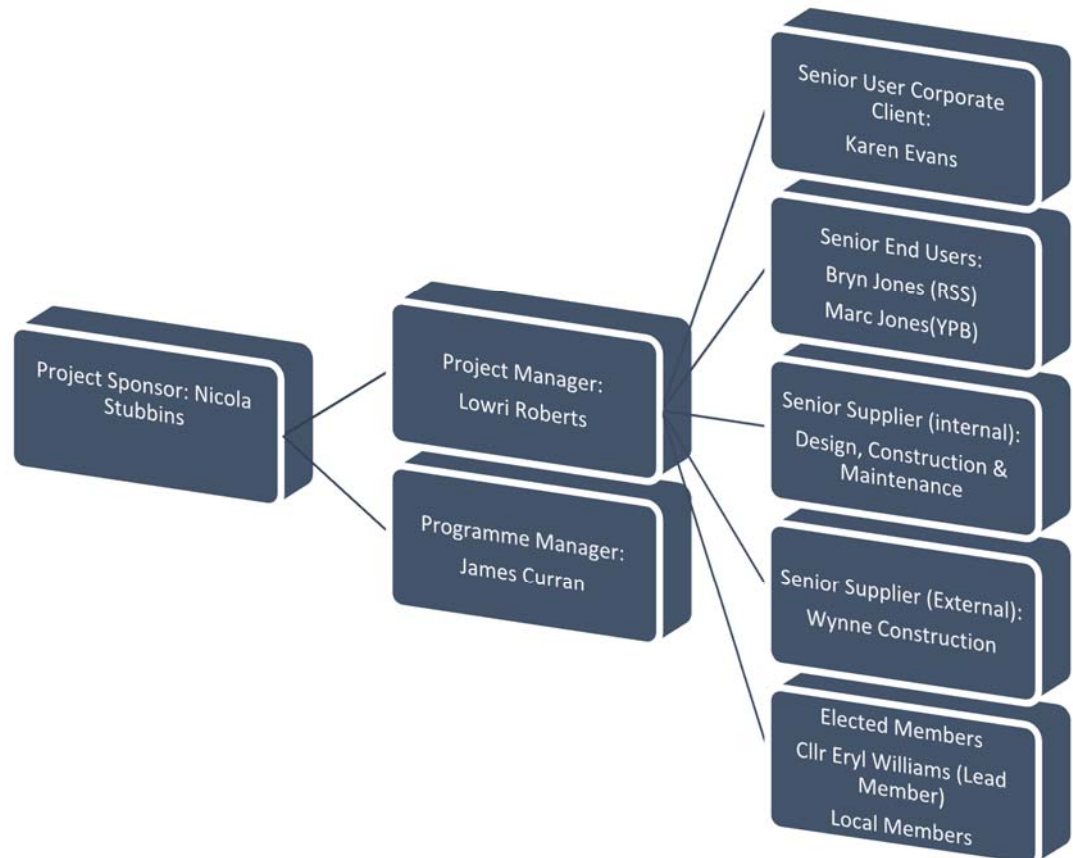 Project Sponsor: Nicola
Stubbins
Project Manager:
Lowri Roberts
Programme Manager:
James Curran
Senior User Corporate
Client:
Karen Evans
Senior End Users:
Bryn Jones (RSS)
Marc Jones(YPB)
Senior Supplier (internal):
Design, Construction &
Maintenance
Senior Supplier (External):
Wynne Construction
Elected Members
Cllr Eryl Williams (Lead
Member)
Local Members